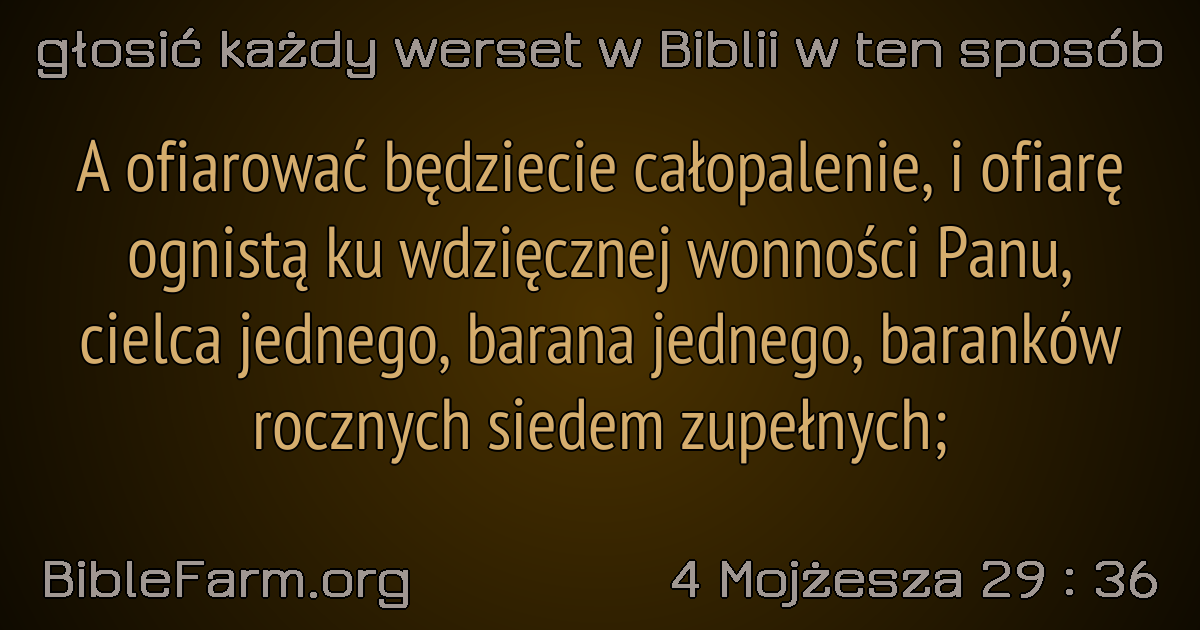 głosić każdy werset w Biblii w ten sposób
A ofiarować będziecie całopalenie, i ofiarę
ognistą ku wdzięcznej wonności Panu,
cielca jednego, barana jednego, baranków
rocznych siedem zupełnych;
BibleFarm.org
4 Mojżesza 29 : 36